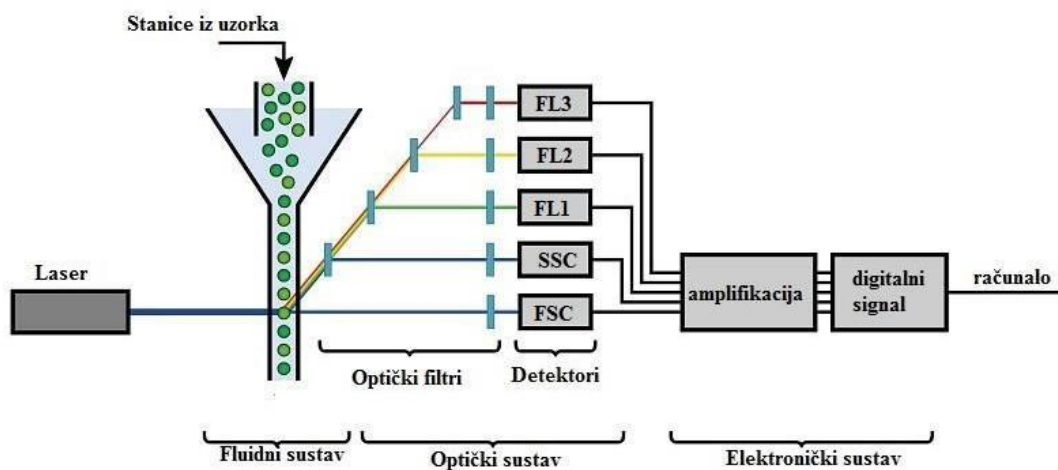 Stanice iz uzorka
FL3
FL2
FL1
SSC
FSC
Laser
amplifikacija
digitalni
signal
računalo
Optički filtri
Detektori
Fluidni sustav
Optički sustav
Elektronički sustav